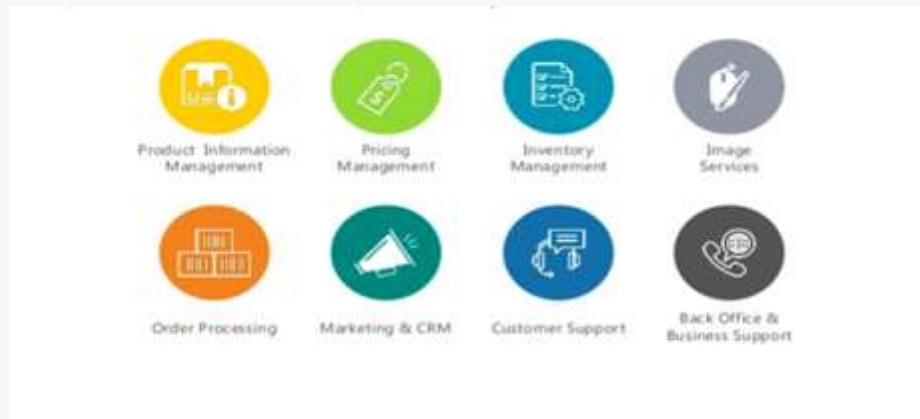 Product Information
Management
Pricing
Management
Inventory
Management
Image
Services
Order Processing
Marketing & CRM
Customer Support
Back Office &
Business Support